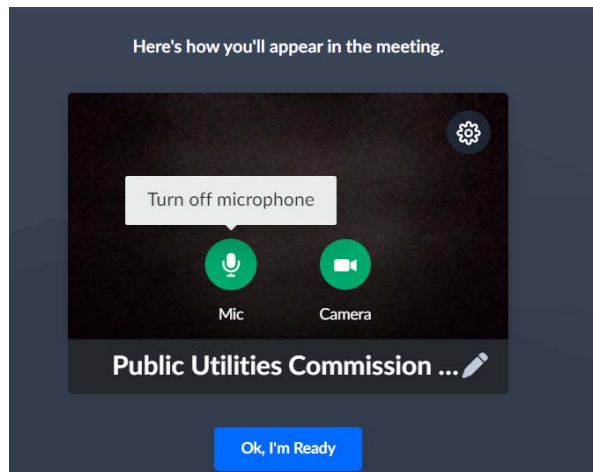 Here's how you'll appear in the meeting.
Turn off microphone
Mic
Camera
Public Utilities Commission ...
Ok, I'm Ready